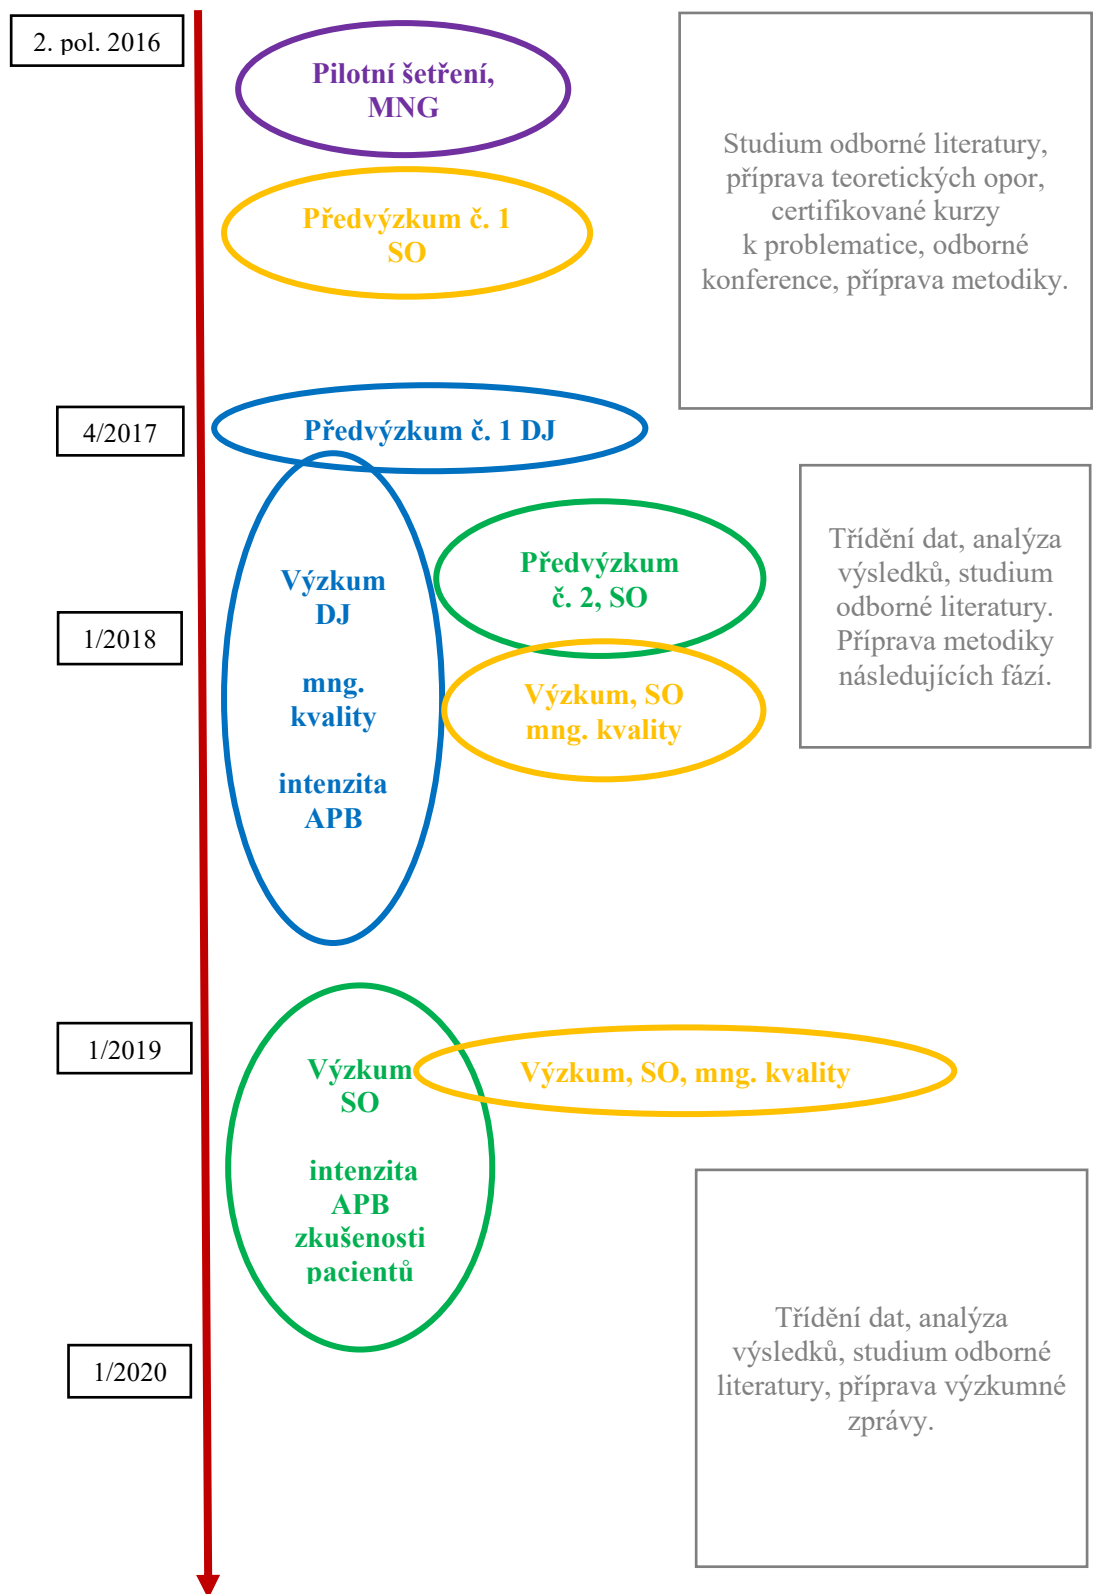 2. pol. 2016
Pilotní šetření,
MNG
Předvýzkum č. 1
SO
Studium odborné literatury,
příprava teoretických opor,
certifikované kurzy
k problematice, odborné
konference, příprava metodiky.
4/2017
Předvýzkum č. 1 DJ
Výzkum
DJ
mng.
kvality
intenzita
APB
Předvýzkum
č. 2, SO
1/2018
Výzkum, SO
mng. kvality
Třídění dat, analýza
výsledků, studium
odborné literatury.
Příprava metodiky
následujících fází.
1/2019
Výzkum
SO
intenzita
APB
zkušenosti
pacientů
Výzkum, SO, mng. kvality
1/2020
Třídění dat, analýza
výsledků, studium odborné
literatury, příprava výzkumné
zprávy.